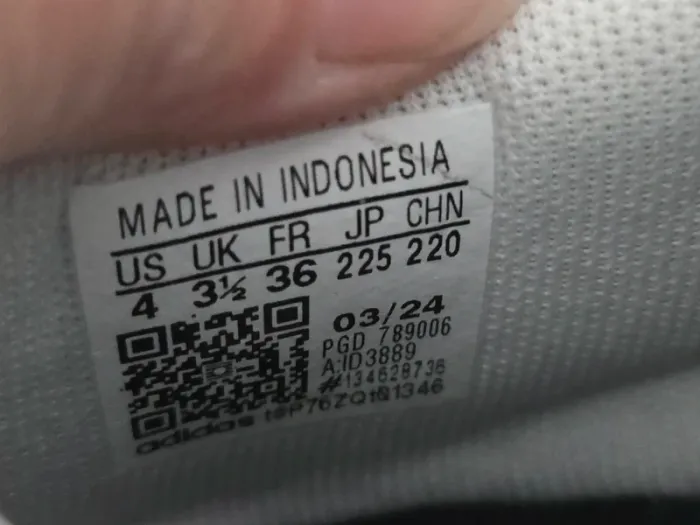 MADE IN INDONESIA
US UK FR JP CHN
4 3½ 36 225 220
03/24
PGD 789006
A:ID3889
#134628736
adidas